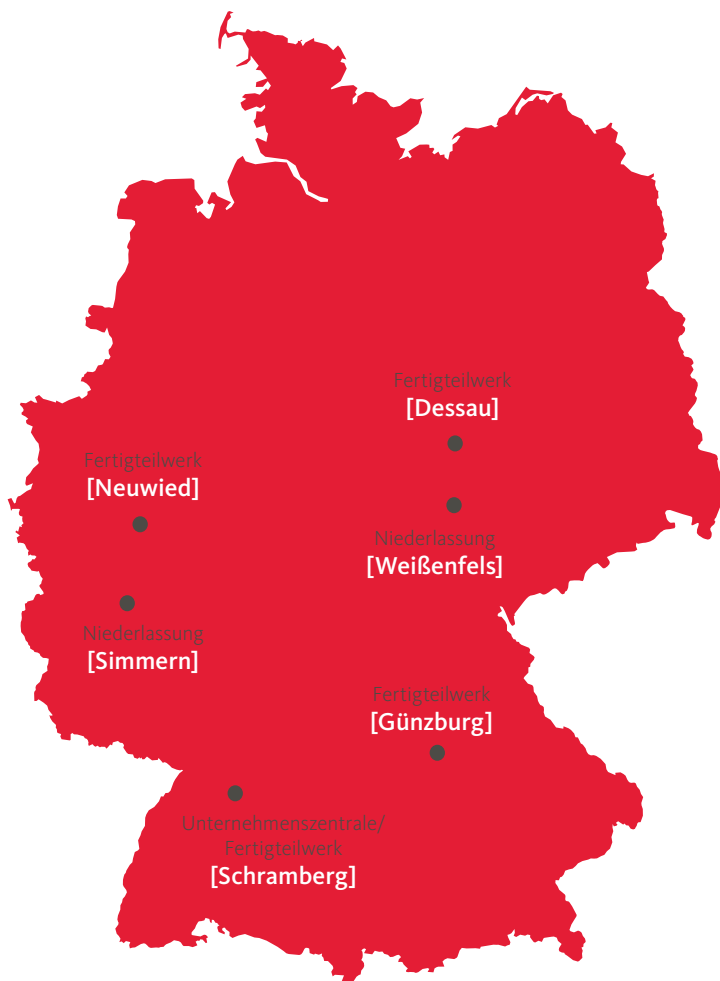 Fertigteilwerk
[Dessau]
Fertigteilwerk
[Neuwied]
Niederlassung
[Weißenfels]
Niederlassung
[Simmern]
Fertigteilwerk
[Günzburg]
Unternehmenszentrale/
Fertigteilwerk
[Schramberg]